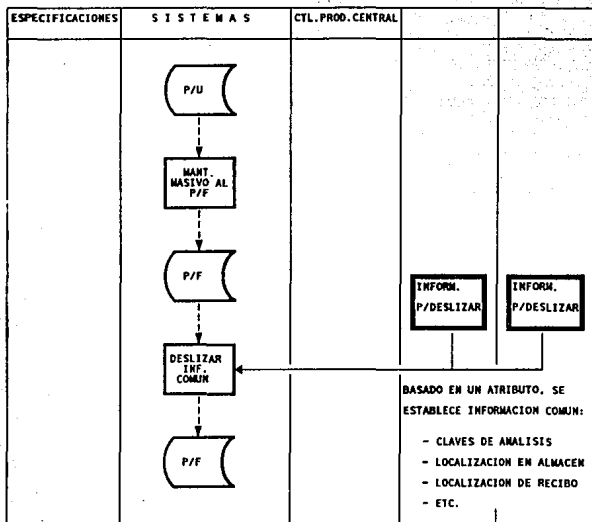 ESPECIFICACIONES
S I S T E M A S
CTL.PROD.CENTRAL
P/U
MANT.
MASIVO AL
P/F
P/F
INFORM.
P/DESLIZAR
INFORM.
P/DESLIZAR
DESLIZAR
INF.
COMUN
BASADO EN UN ATRIBUTO, SE
ESTABLECE INFORMACION COMUN:
- CLAVES DE ANALISIS
- LOCALIZACION EN ALMACEN
- LOCALIZACION DE RECIBO
- ETC.
P/F